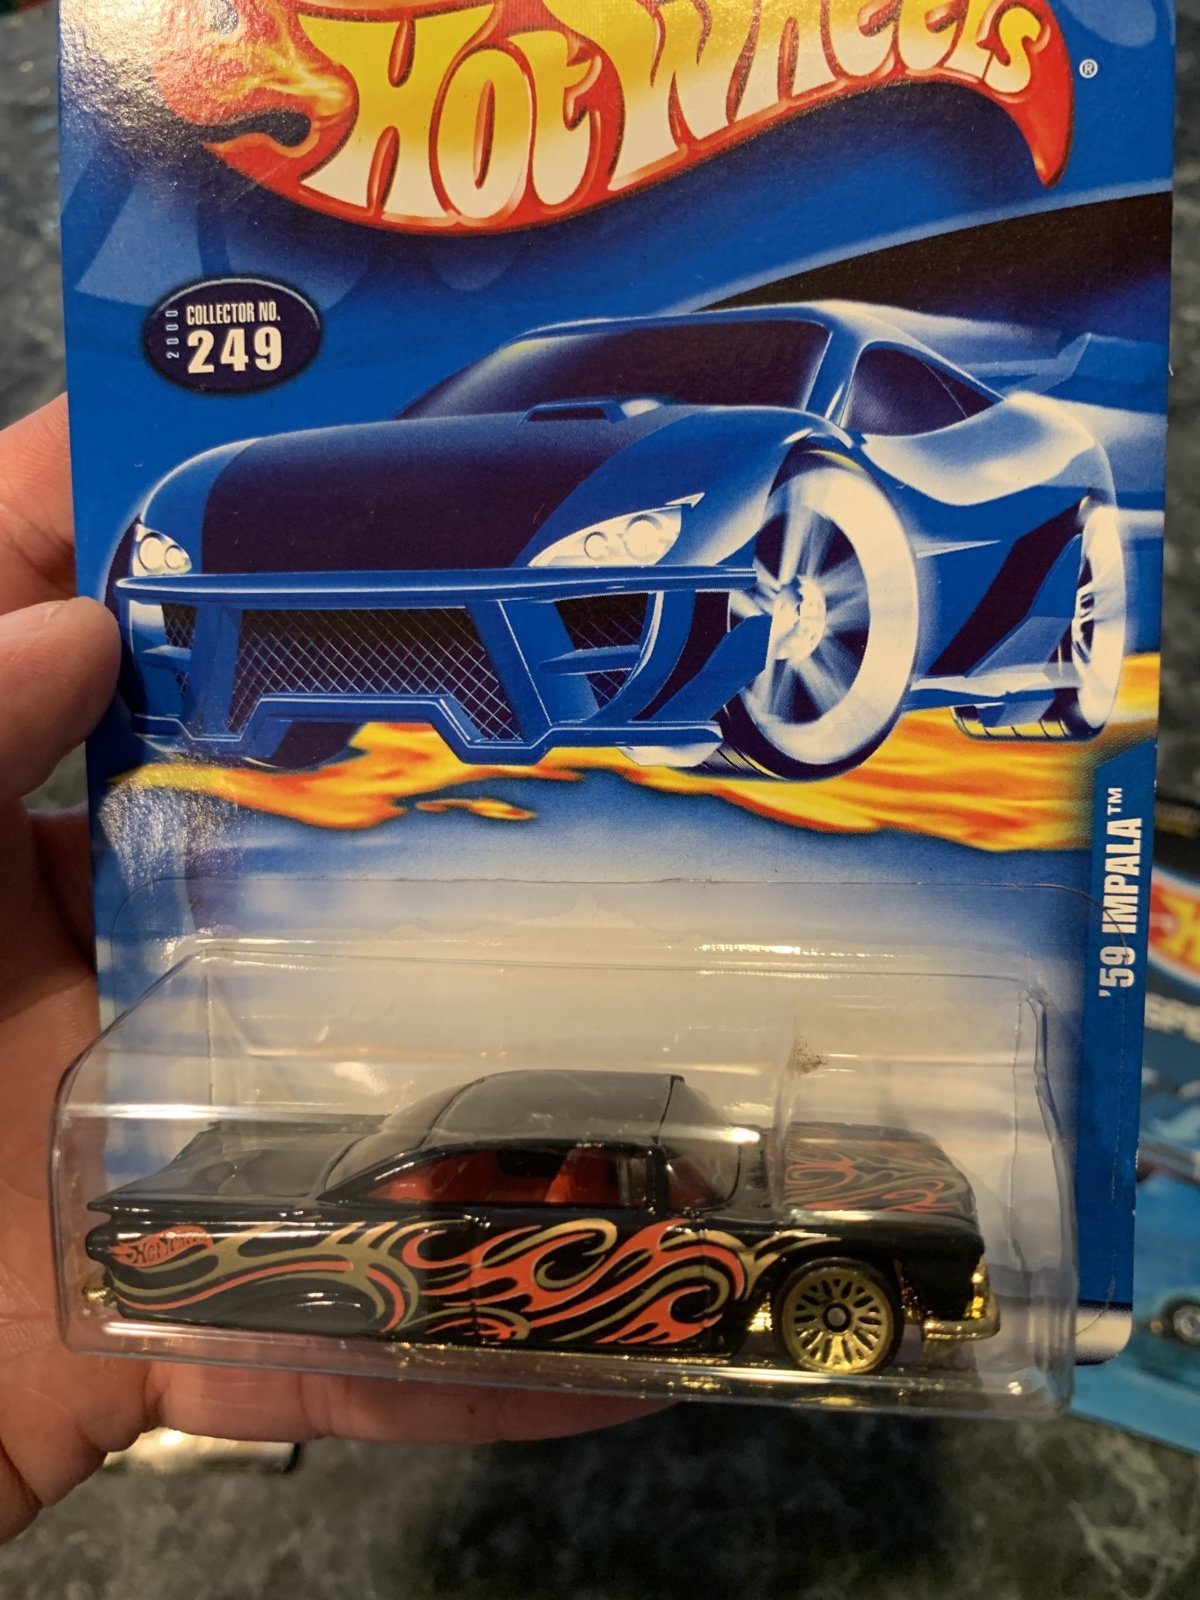 HOT WHEELS ®
2000
COLLECTOR NO.
249
'59 IMPALA™
Hot Wheels